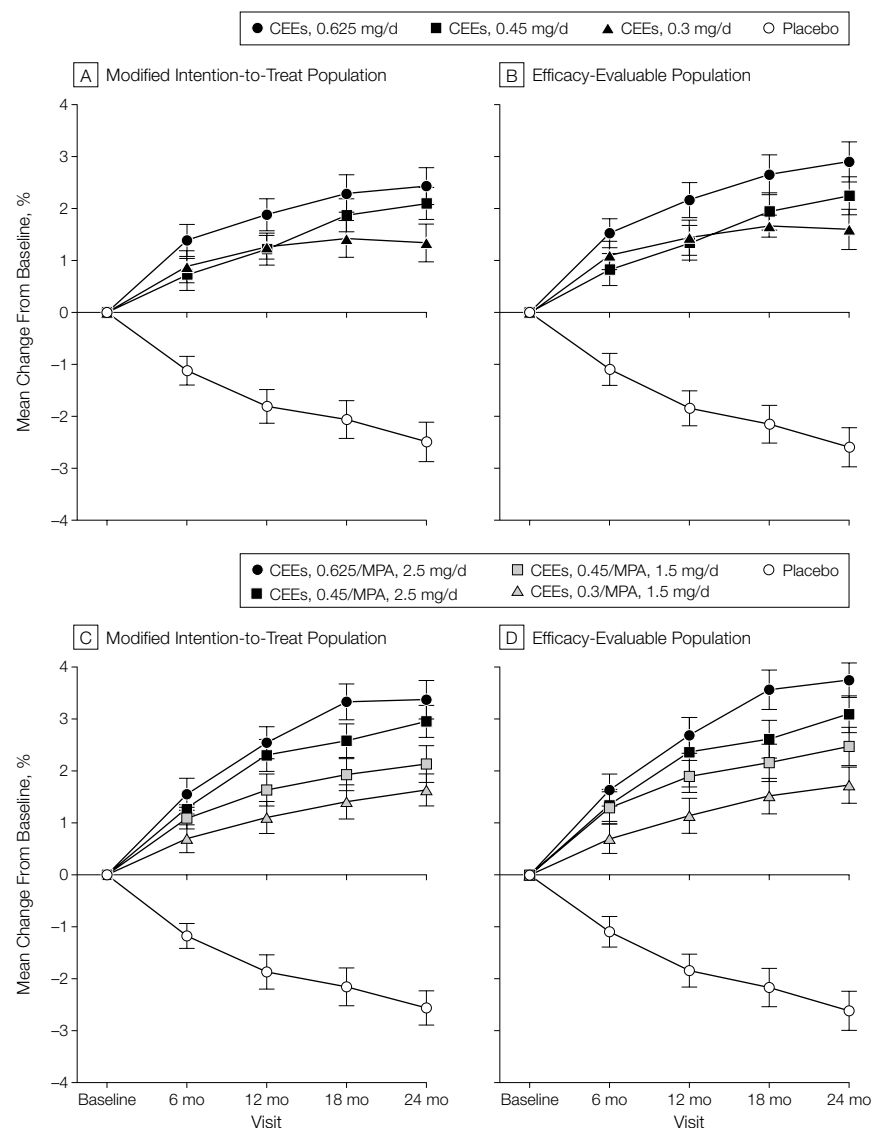 CEEs, 0.625 mg/d CEEs, 0.45 mg/d CEEs, 0.3 mg/d Placebo
A Modified Intention-to-Treat Population
B Efficacy-Evaluable Population
Mean Change From Baseline, %
4
3
2
1
0
–1
–2
–3
–4
CEEs, 0.625/MPA, 2.5 mg/d CEEs, 0.45/MPA, 1.5 mg/d Placebo
CEEs, 0.45/MPA, 2.5 mg/d CEEs, 0.3/MPA, 1.5 mg/d
C Modified Intention-to-Treat Population
D Efficacy-Evaluable Population
Mean Change From Baseline, %
4
3
2
1
0
–1
–2
–3
–4
Baseline 6 mo 12 mo 18 mo 24 mo
Visit
Baseline 6 mo 12 mo 18 mo 24 mo
Visit